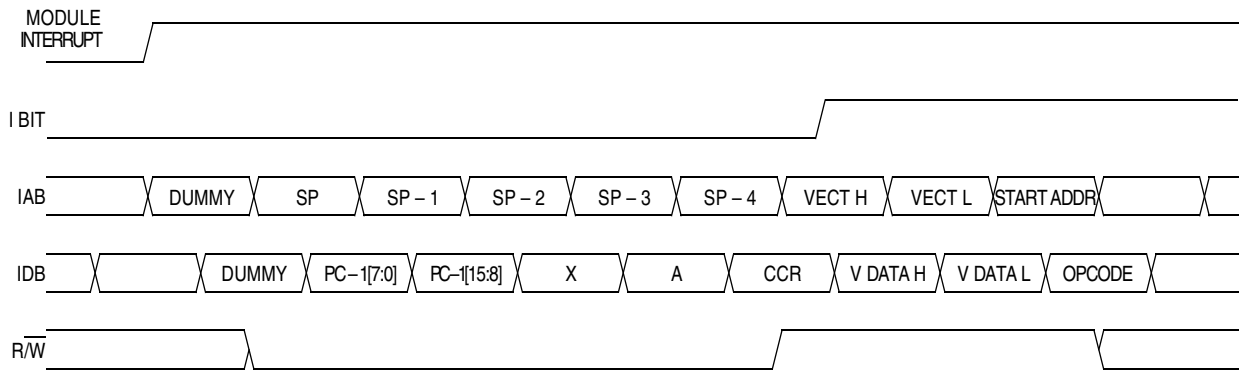 MODULE
INTERRUPT
I BIT
IAB DUMMY SP SP – 1 SP – 2 SP – 3 SP – 4 VECT H VECT L START ADDR
IDB DUMMY PC – 1[7:0] PC–1[15:8] X A CCR V DATA H V DATA L OPCODE
R/W̅